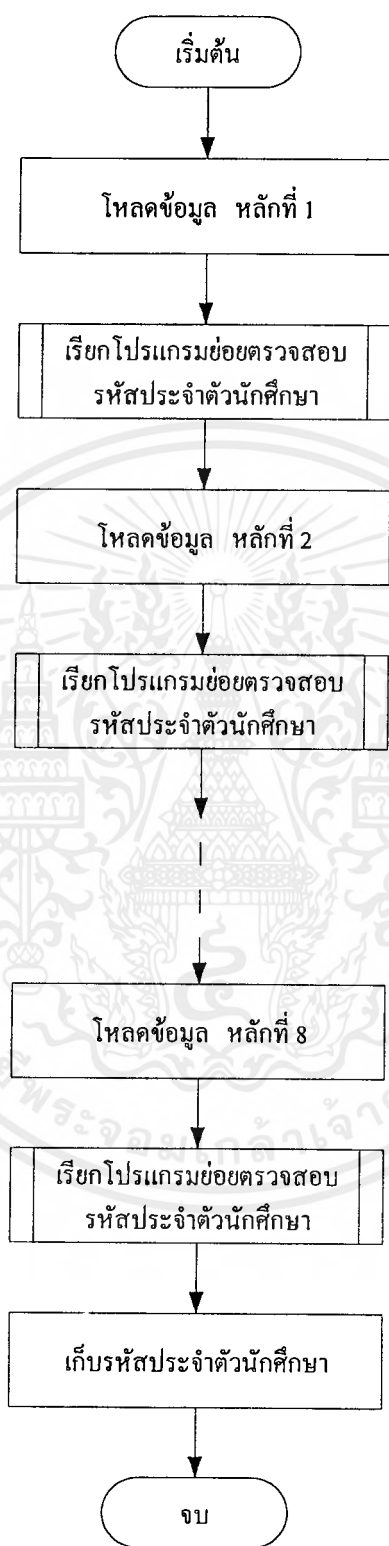 เริ่มต้น
โหลดข้อมูล หลักที่ 1
เรียกโปรแกรมย่อยตรวจสอบ
รหัสประจำตัวนักศึกษา
โหลดข้อมูล หลักที่ 2
เรียกโปรแกรมย่อยตรวจสอบ
รหัสประจำตัวนักศึกษา
โหลดข้อมูล หลักที่ 8
เรียกโปรแกรมย่อยตรวจสอบ
รหัสประจำตัวนักศึกษา
เก็บรหัสประจำตัวนักศึกษา
จบ